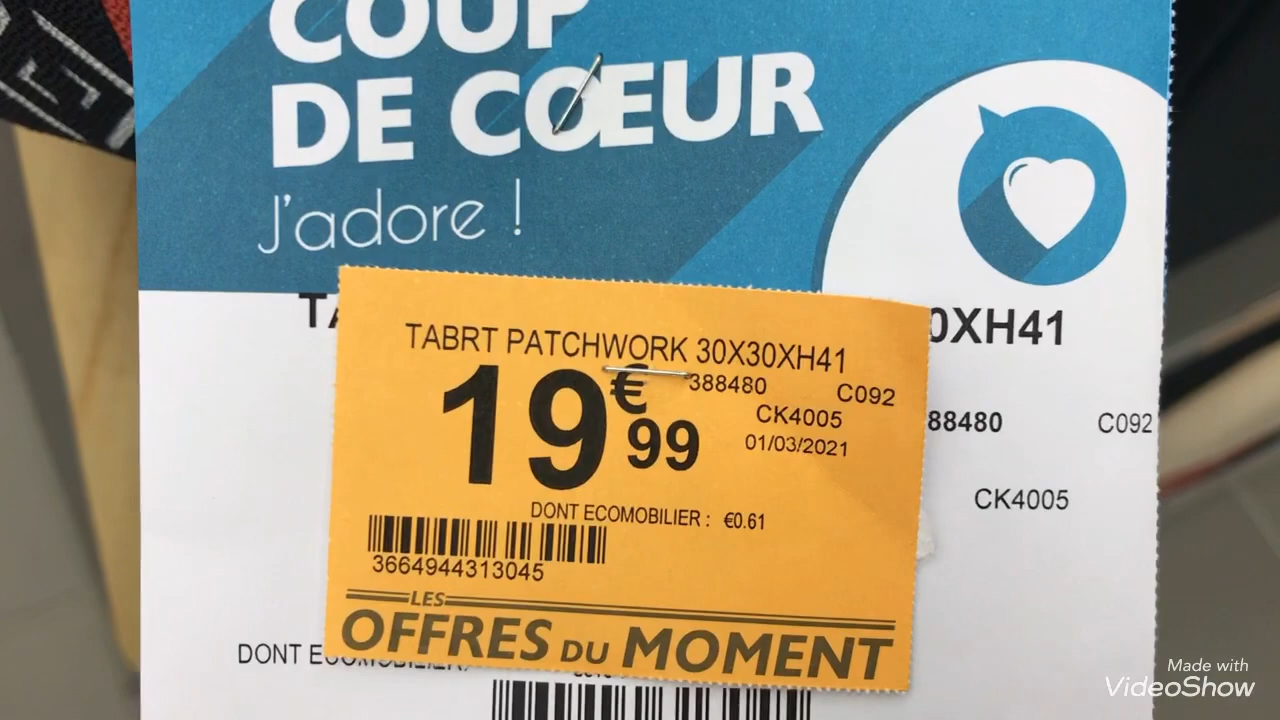 COUP
DE CŒUR
J'adore !
0XH41
TABRT PATCHWORK 30X30XH41
19€99
388480
C092
CK4005
01/03/2021
DONT ECOMOBILIER : €0.61
3664944313045
LES
OFFRES DU MOMENT
88480
C092
CK4005
DONT
Made with
VideoShow